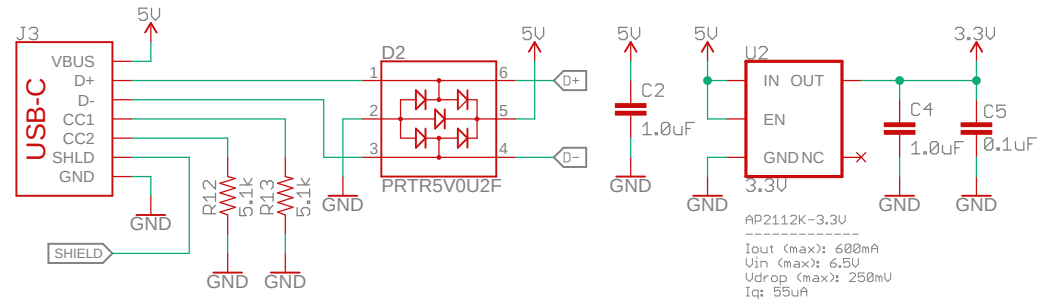 J3
USB-C
VBUS
D+
D-
CC1
CC2
SHLD
GND
5V
GND
SHIELD
R12
5.1k
GND
R13
5.1k
GND
GND
D2
1
2
3
6
5
4
PRTR5V0U2F
5V
D+
D-
5V
C2
1.0uF
GND
5V
U2
IN OUT
EN
GND NC
3.3V
GND
3.3V
C4
1.0uF
GND
C5
0.1uF
GND
AP2112K-3.3V
-------------
Iout (max): 600mA
Vin (max): 6.5V
Vdrop (max): 250mV
Iq: 55uA